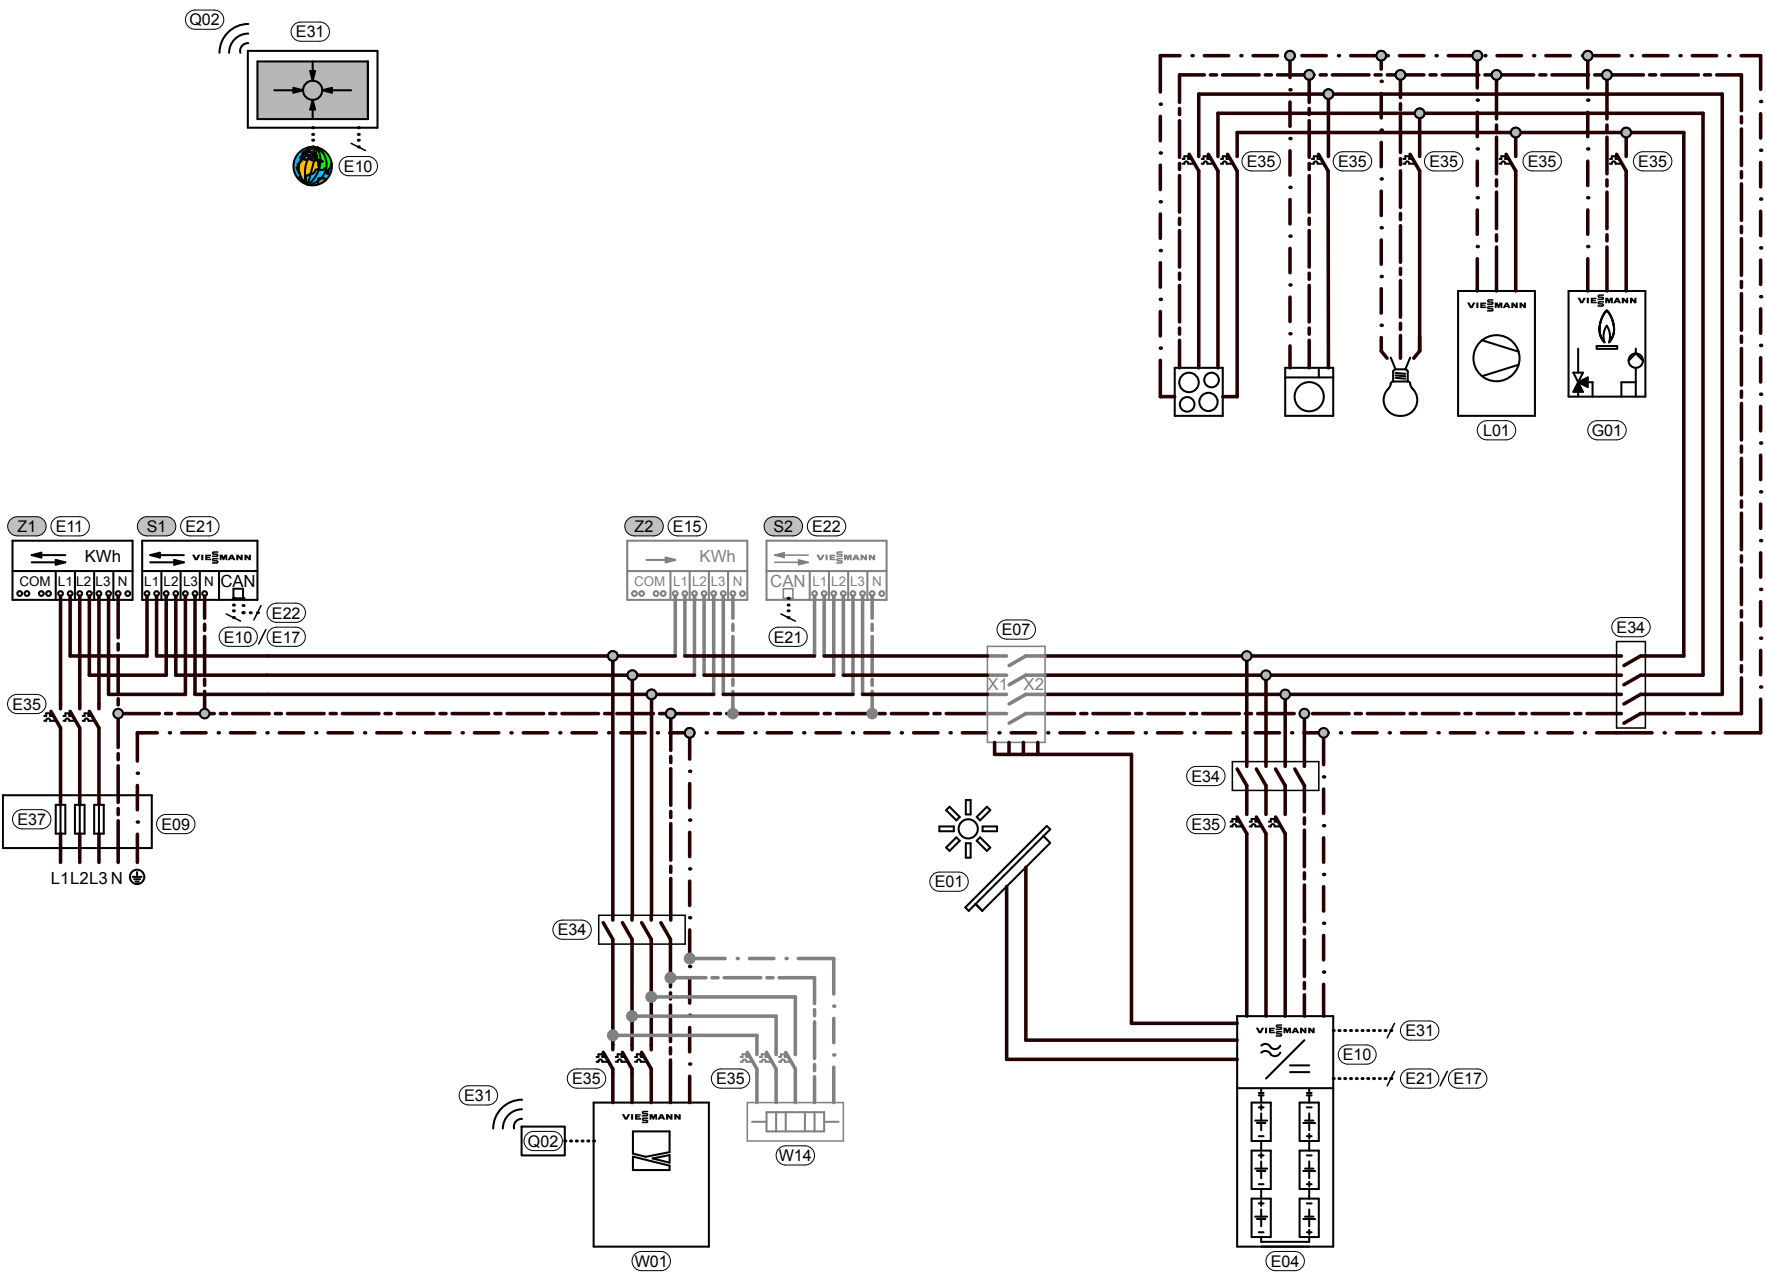 Q02
E31
E10
E35 E35 E35 E35 E35
VIESMANN VIESMANN
L01 G01
Z1 E11 S1 E21 Z2 E15 S2 E22
KWh VIESMANN KWh VIESMANN
COM L1 L2 L3 N L1 L2 L3 N CAN COM L1 L2 L3 N CAN L1 L2 L3 N
E22
E10/E17 E21 E07 E34
X1 X2
E35
E34
E37 E09 E35
L1L2L3 N
E01
E34
VIESMANN E31
E10
E35 E35 E21/E17
E31
VIESMANN
Q02
W14
W01 E04